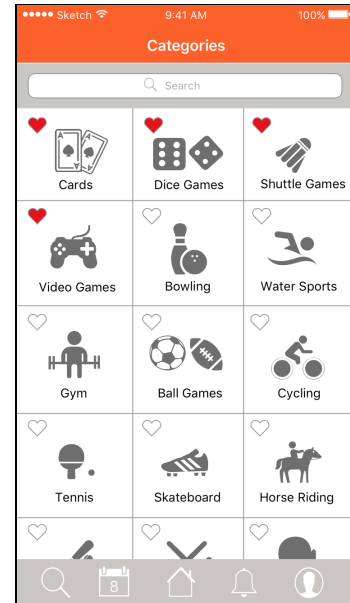 Sketch 9:41 AM 100%
Categories
Search
Cards Dice Games Shuttle Games
Video Games Bowling Water Sports
Gym Ball Games Cycling
Tennis Skateboard Horse Riding
8